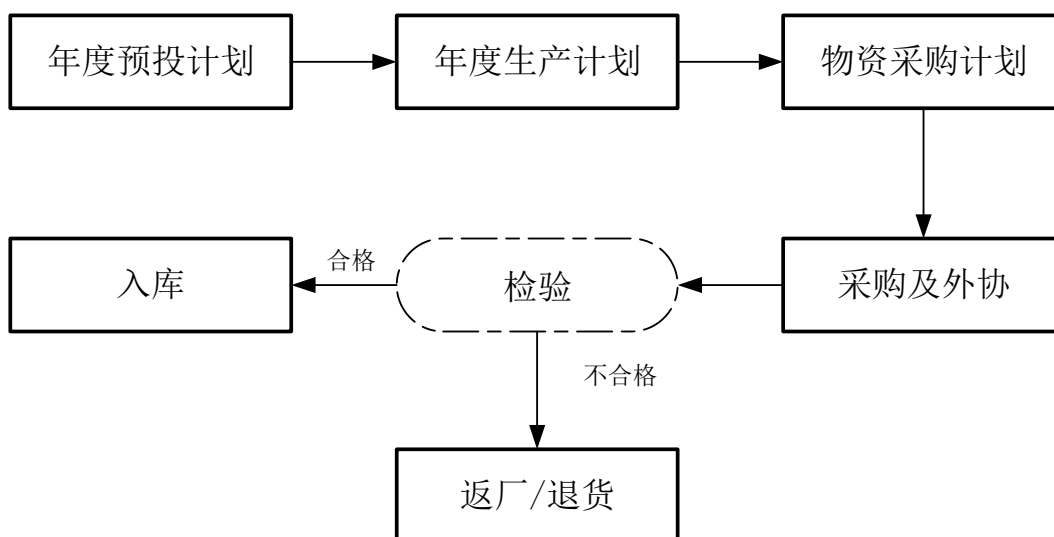 年度预投计划
年度生产计划
物资采购计划
入库
合格
检验
采购及外协
不合格
返厂/退货